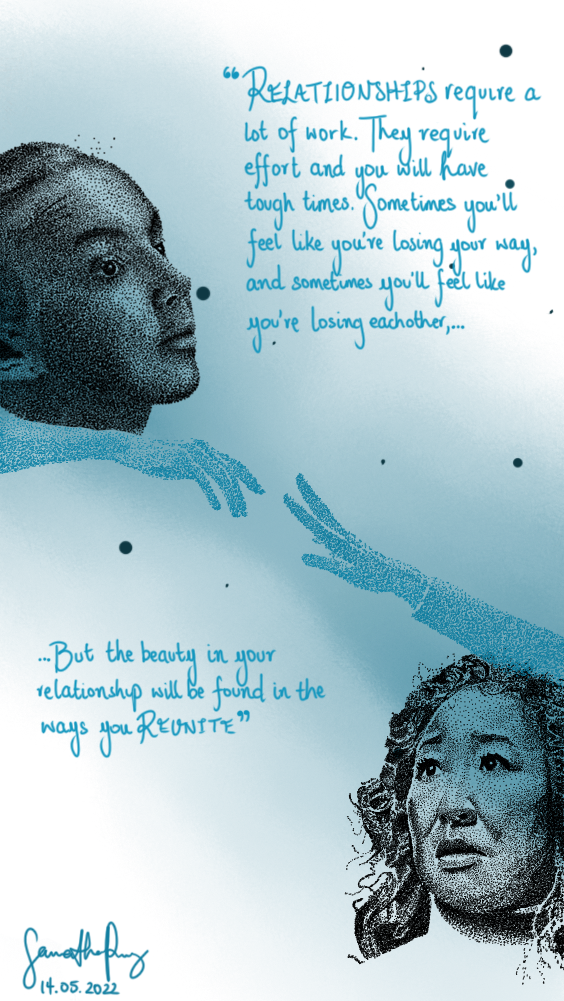 “RELATIIONSHIPS require a
lot of work. They require
effort and you will have
tough times. Sometimes you'll
feel like you're losing your way,
and sometimes you'll feel like
you're losing eachother,...
...But the beauty in your
relationship will be found in the
ways you REUNITE”
14.05.2022